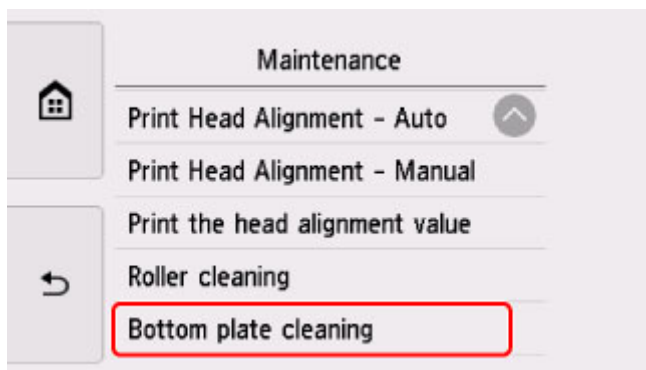 Maintenance
Print Head Alignment - Auto
Print Head Alignment - Manual
Print the head alignment value
Roller cleaning
Bottom plate cleaning